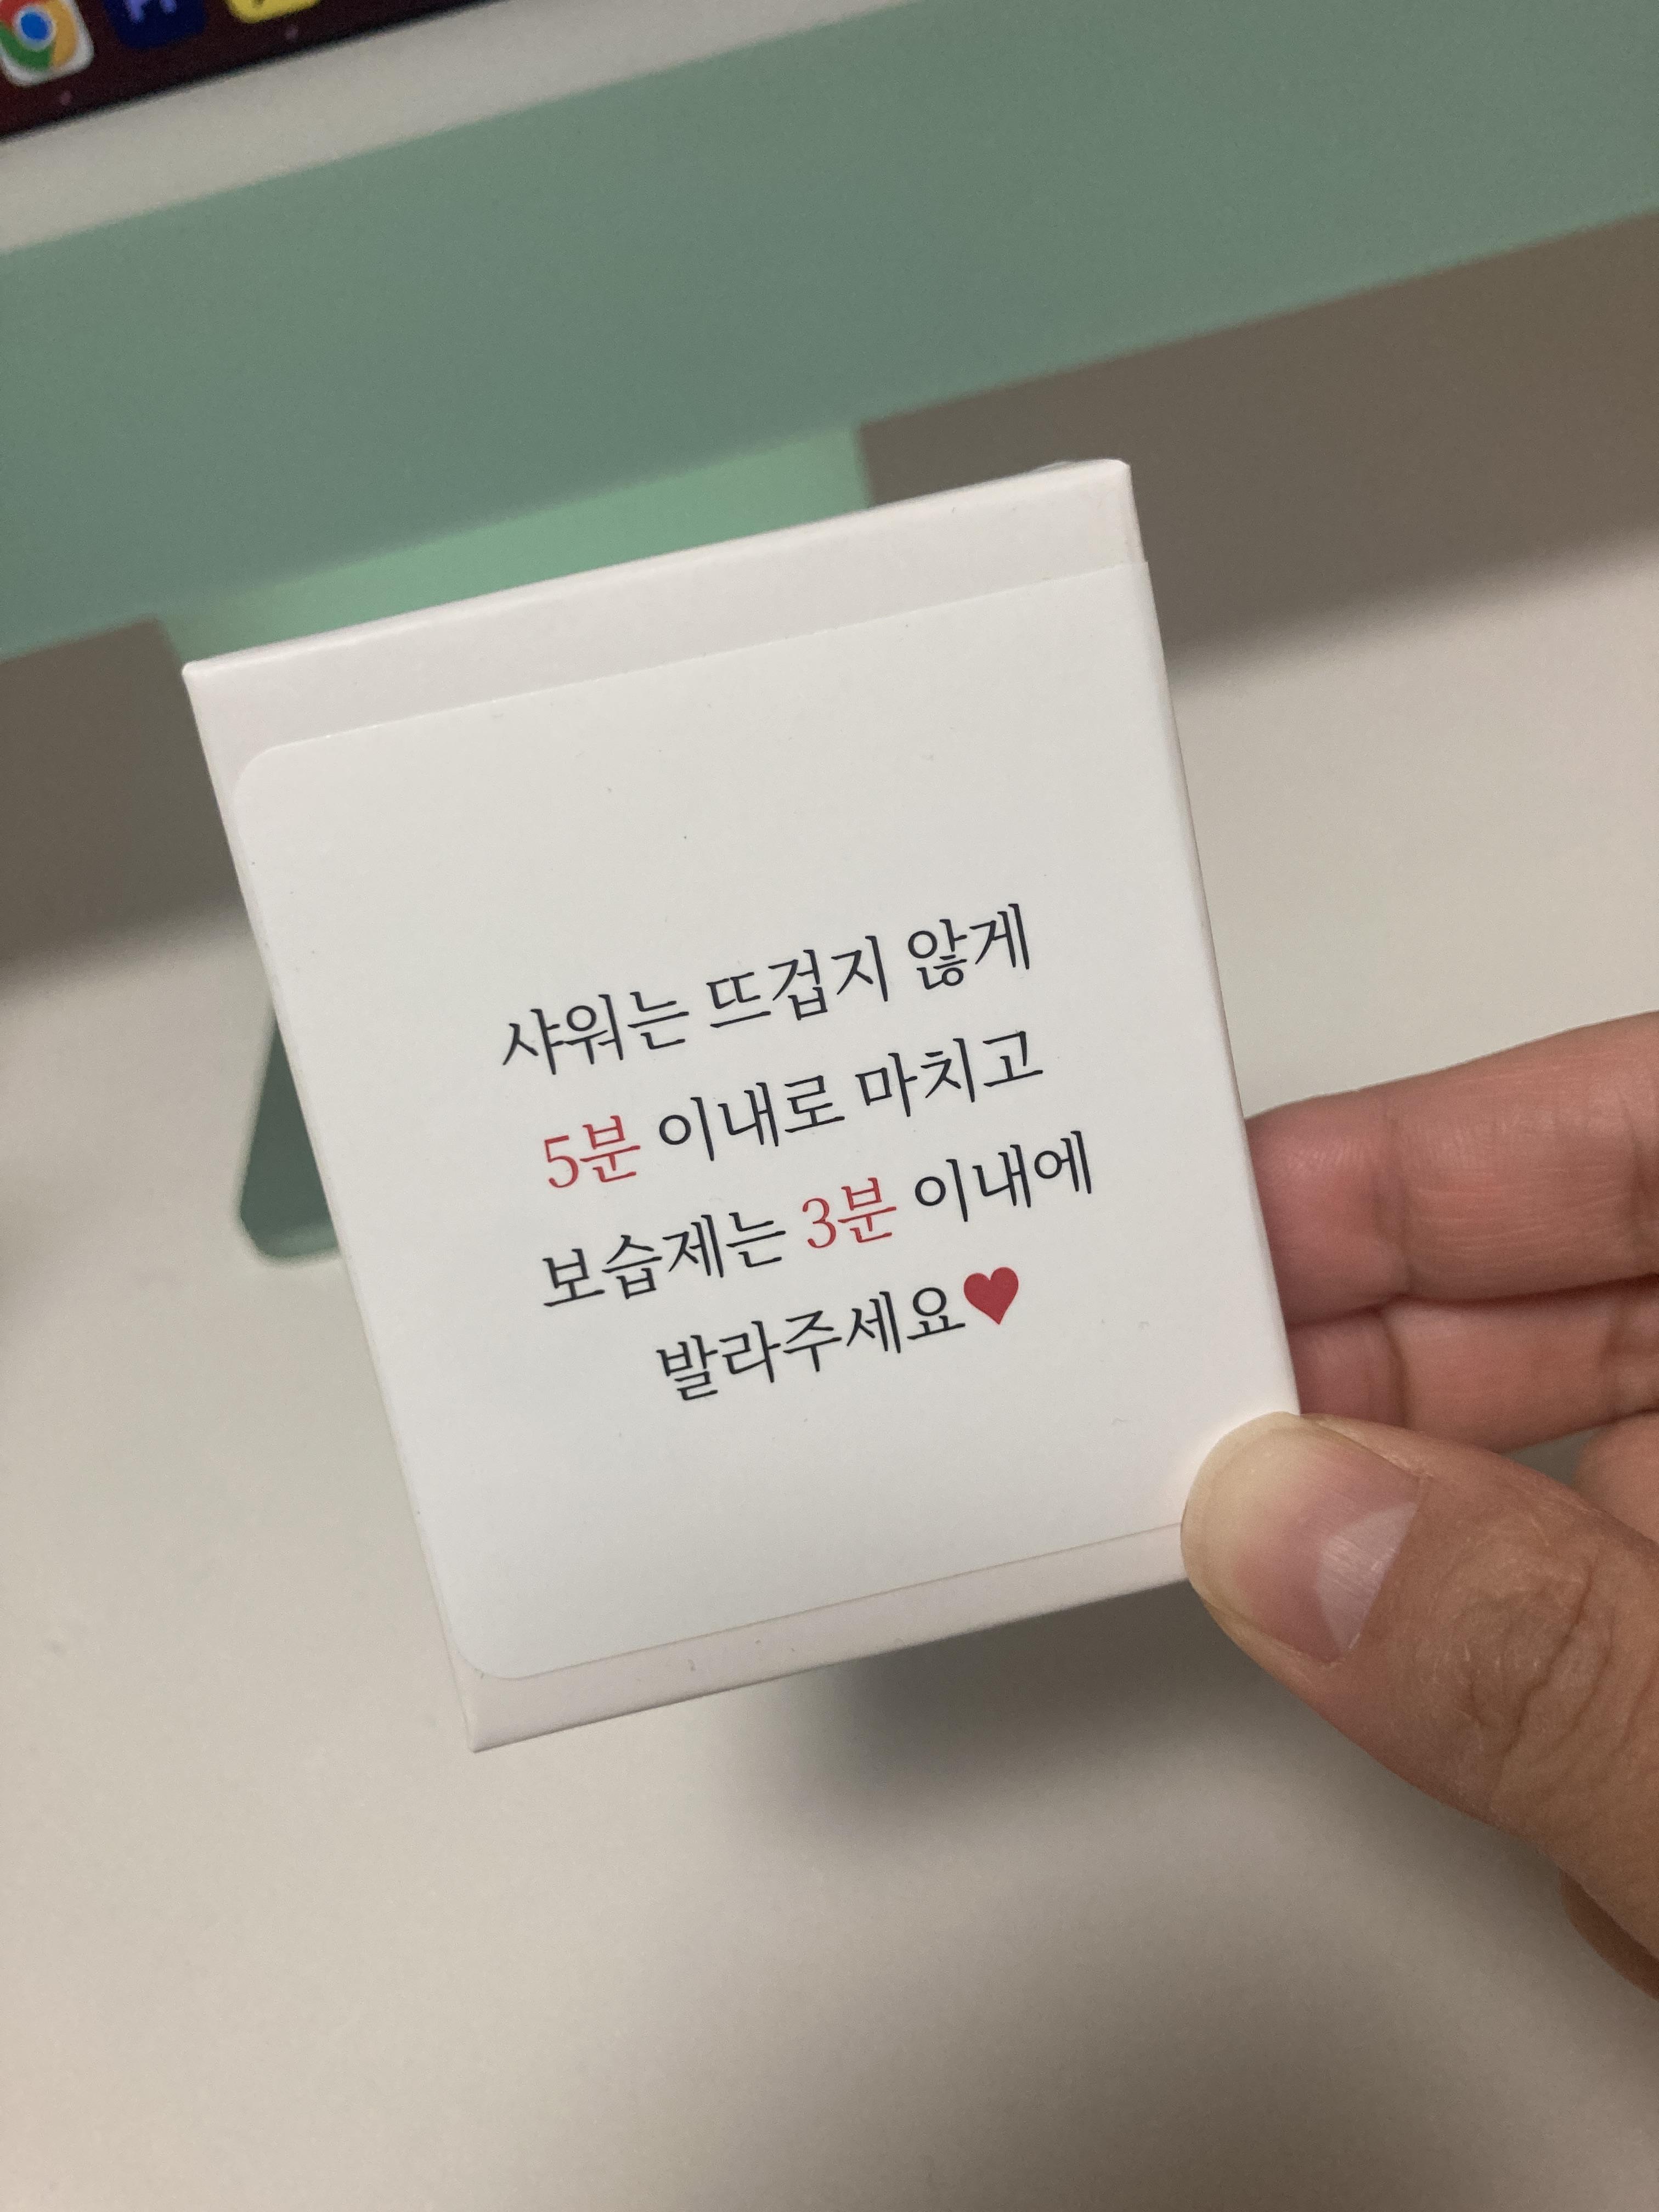 샤워는 뜨겁지 않게
5분 이내로 마치고
보습제는 3분 이내에
발라주세요♥